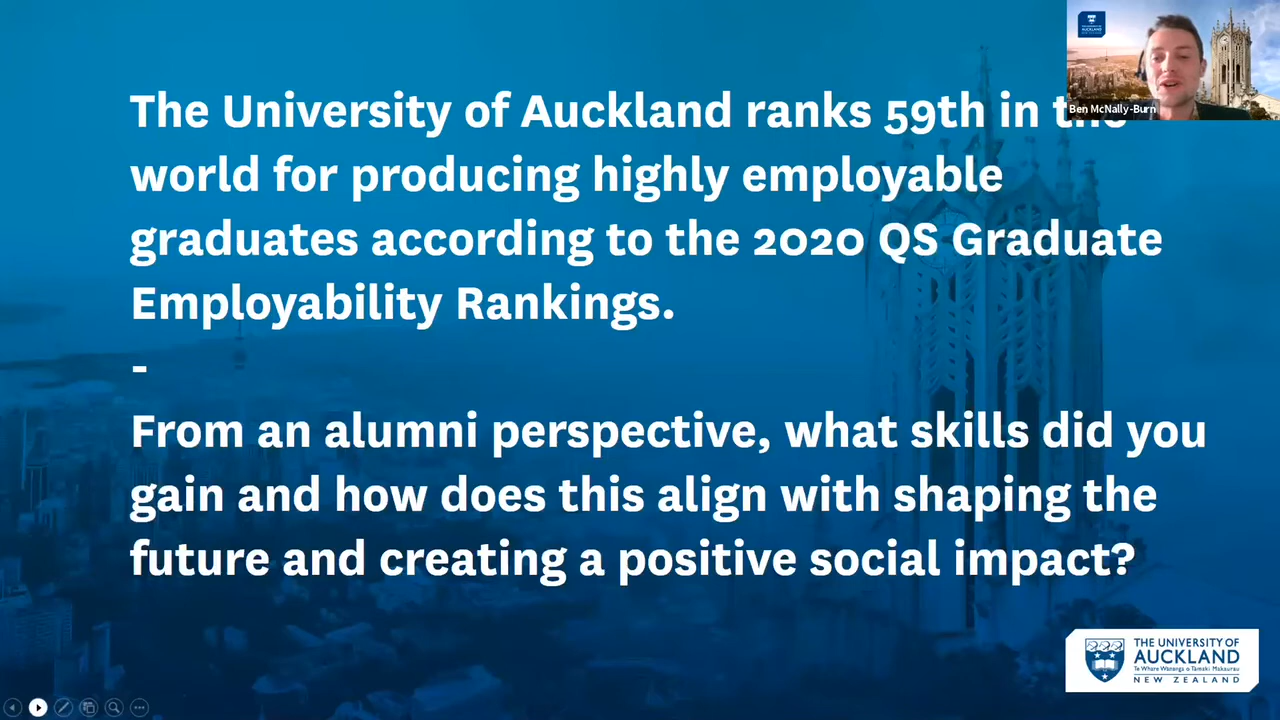 The University of Auckland ranks 59th in the
world for producing highly employable
graduates according to the 2020 QS Graduate
Employability Rankings.
-
From an alumni perspective, what skills did you
gain and how does this align with shaping the
future and creating a positive social impact?
Ben McNally-Burn
THE UNIVERSITY OF
AUCKLAND
Te Whare Wānanga o Tāmaki Makaurau
NEW ZEALAND